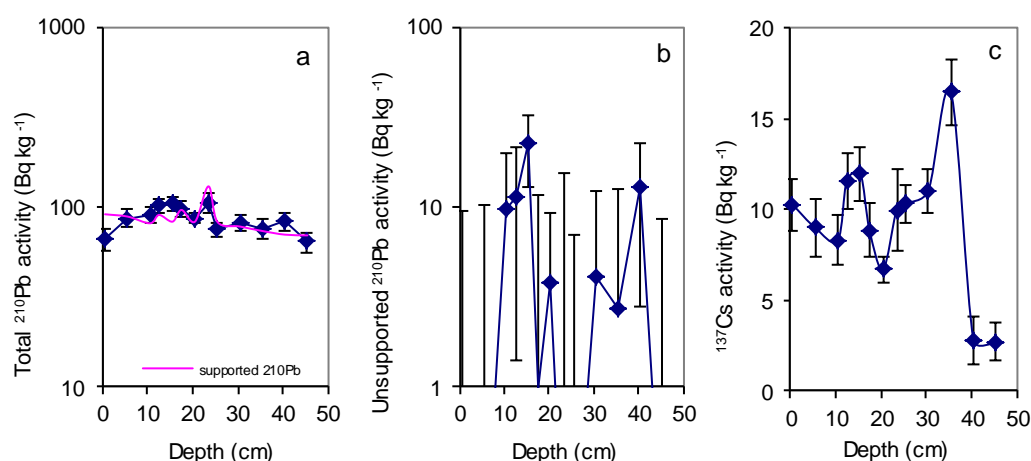 Total ²¹⁰Pb activity (Bq kg ⁻¹)
1000
100
10
a
supported 210Pb
0 10 20 30 40 50
Depth (cm)
Unsupported ²¹⁰Pb activity (Bq kg ⁻¹)
100
10
1
b
0 10 20 30 40 50
Depth (cm)
¹³⁷Cs activity (Bq kg ⁻¹)
20
15
10
5
0
c
0 10 20 30 40 50
Depth (cm)